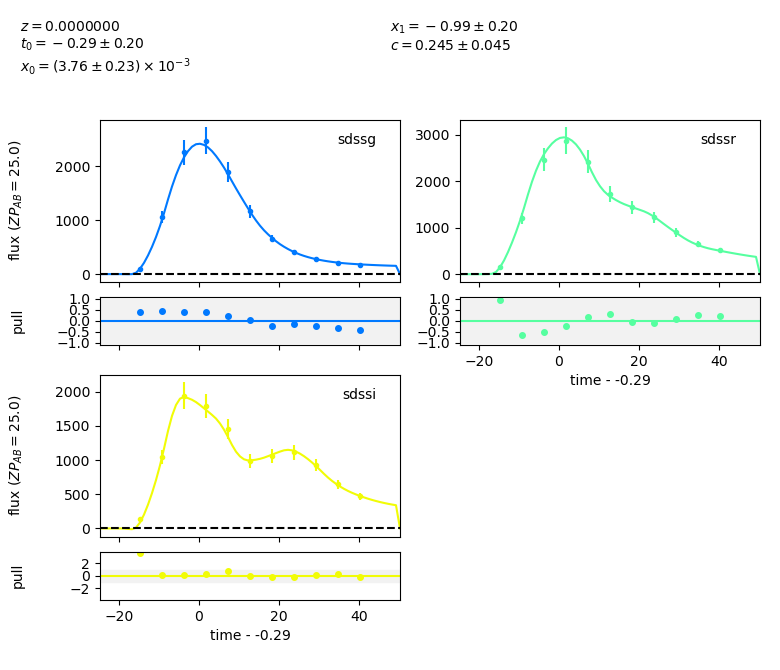 z = 0.0000000
t₀ = −0.29 ± 0.20
x₀ = (3.76 ± 0.23) × 10⁻³
x₁ = −0.99 ± 0.20
c = 0.245 ± 0.045
flux (ZP_AB = 25.0)
2000
1000
0
sdssg
3000
2000
1000
0
sdssr
pull
1.0
0.5
0.0
−0.5
−1.0
1.0
0.5
0.0
−0.5
−1.0
−20 0 20 40
time - -0.29
flux (ZP_AB = 25.0)
2000
1500
1000
500
0
sdssi
pull
2
0
−2
−20 0 20 40
time - -0.29